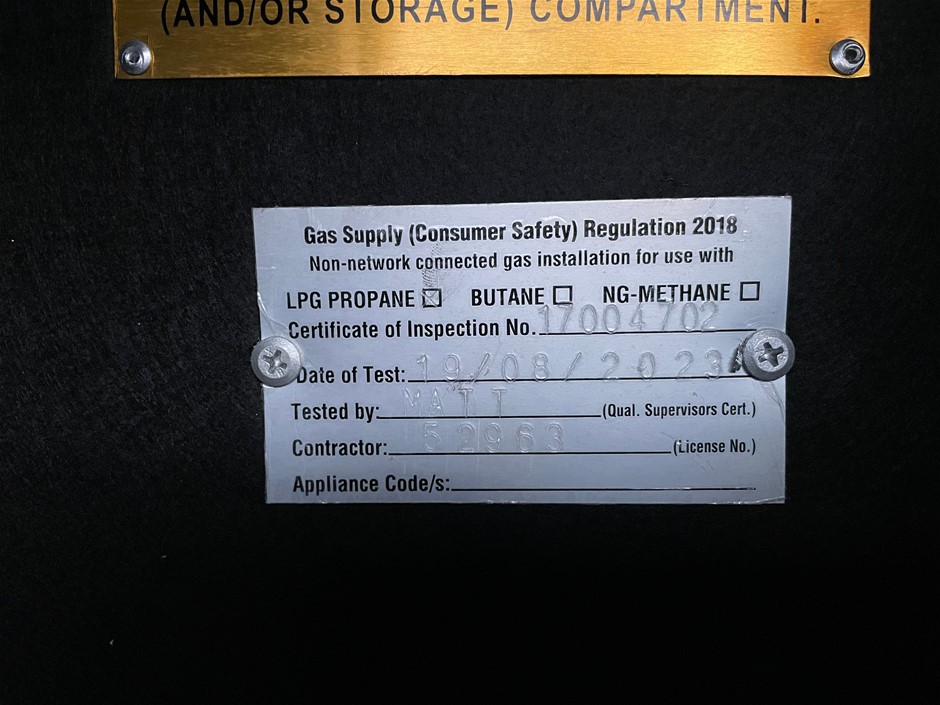 (AND/OR STORAGE) COMPARTMENT.
Gas Supply (Consumer Safety) Regulation 2018
Non-network connected gas installation for use with
LPG PROPANE ☒ BUTANE ☐ NG-METHANE ☐
Certificate of Inspection No. 17004702
Date of Test: 19/08/2023
Tested by: MATT (Qual. Supervisors Cert.)
Contractor: 52963 (License No.)
Appliance Code/s: